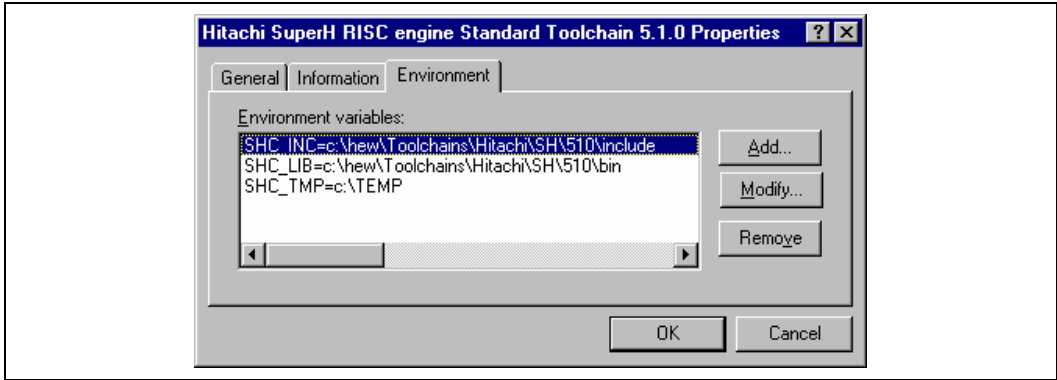 Hitachi SuperH RISC engine Standard Toolchain 5.1.0 Properties ? ×
General Information Environment
Environment variables:
SHC_INC=c:\hew\Toolchains\Hitachi\SH\510\include
SHC_LIB=c:\hew\Toolchains\Hitachi\SH\510\bin
SHC_TMP=c:\TEMP
Add...
Modify...
Remove
OK Cancel